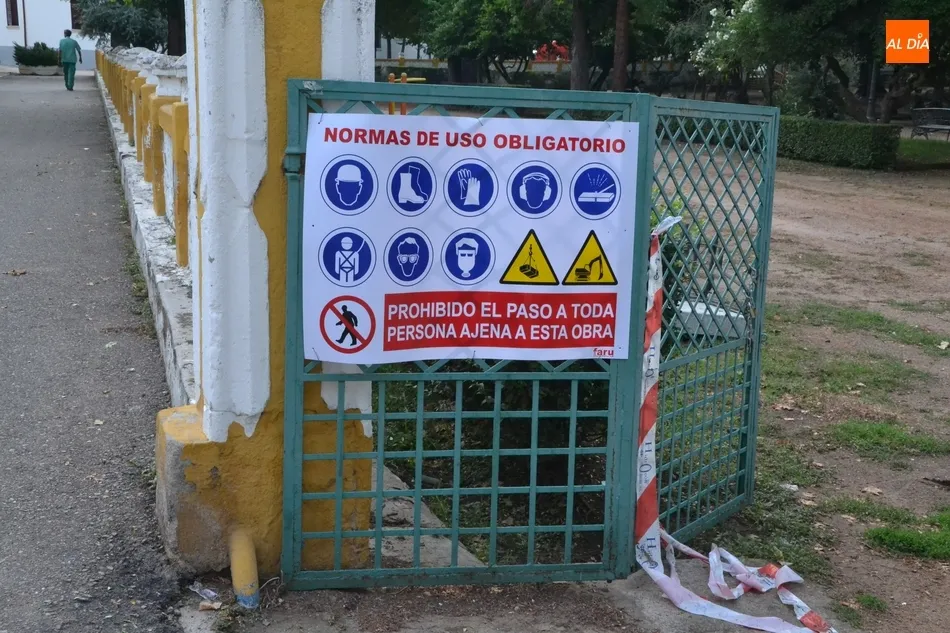 AL DÍA
NORMAS DE USO OBLIGATORIO
PROHIBIDO EL PASO A TODA
PERSONA AJENA A ESTA OBRA
faru